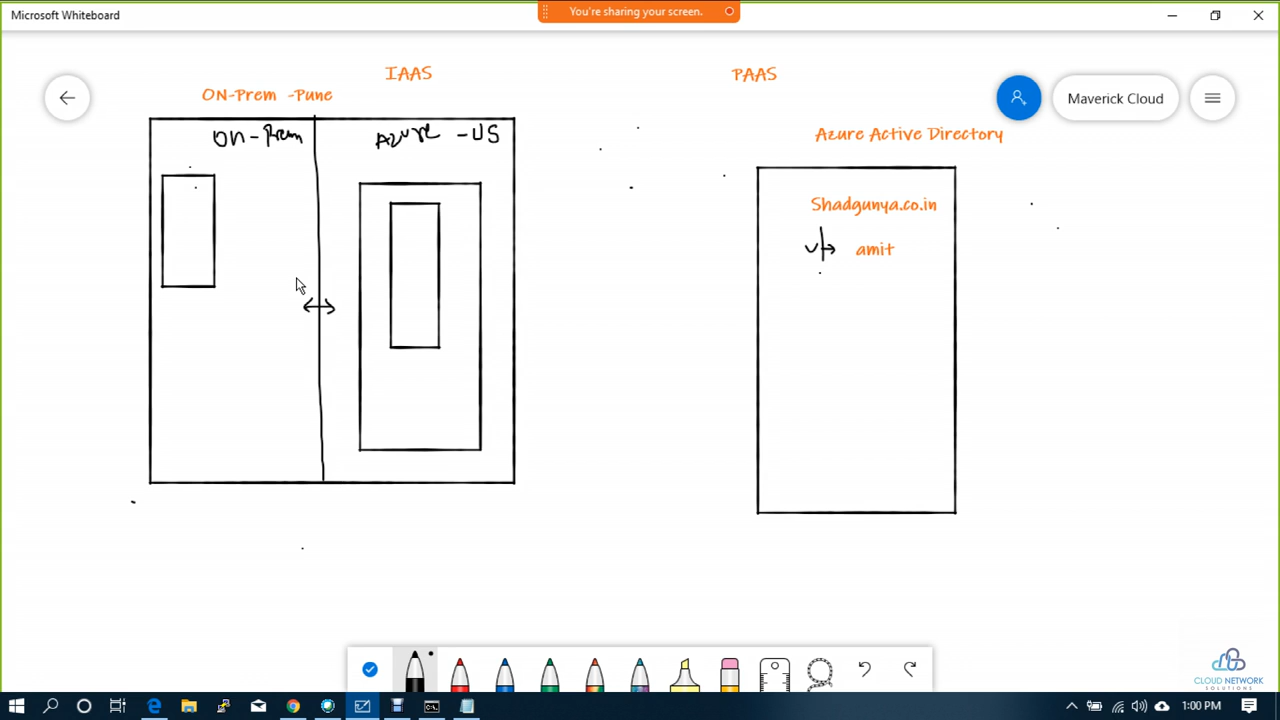 Microsoft Whiteboard
You're sharing your screen.
IAAS
PAAS
ON-Prem -Pune
Maverick Cloud
On-Prem
Azure -US
Azure Active Directory
Shadgunya.co.in
amit
CLOUD NETWORK
SOLUTIONS
1:00 PM